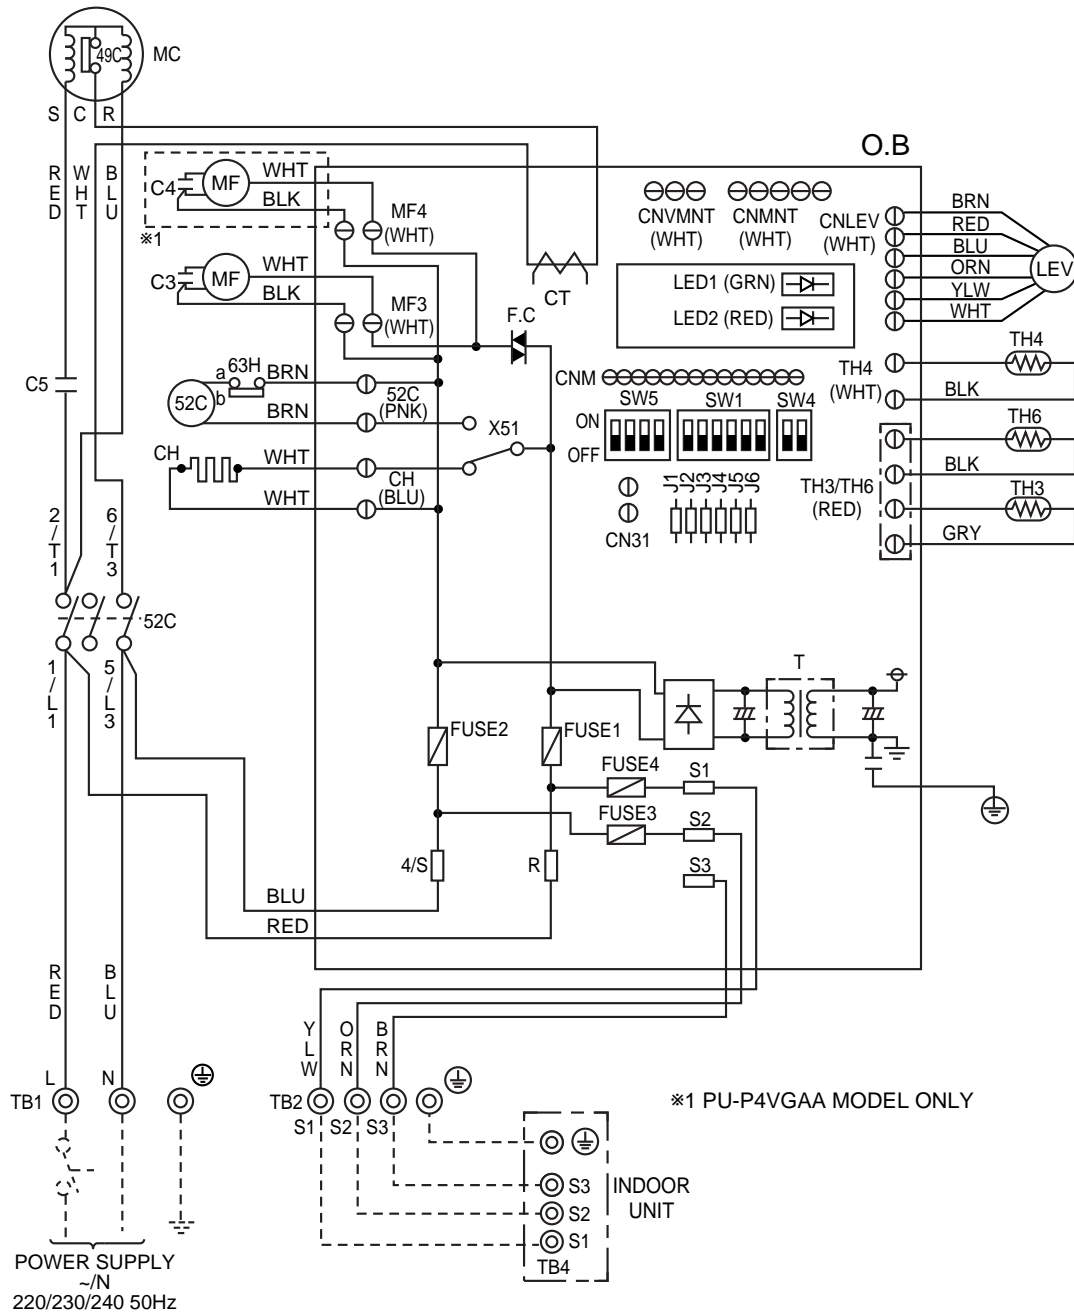 49C
MC
S C R
RED
WHT
BLU
O.B
C4
MF
WHT
BLK
※1
MF4
(WHT)
C3
MF
WHT
BLK
MF3
(WHT)
CT
F.C
CNVMNT
(WHT)
CNMNT
(WHT)
CNLEV
(WHT)
BRN
RED
BLU
ORN
YLW
WHT
LEV
LED1 (GRN)
LED2 (RED)
C5
52C
a
b
63H
BRN
BRN
52C
(PNK)
X51
CH
WHT
WHT
CH
(BLU)
CNM
SW5
SW1
SW4
ON
OFF
CN31
J1
J2
J3
J4
J5
J6
TH4
(WHT)
TH4
BLK
TH6
BLK
TH3/TH6
(RED)
TH3
GRY
2/T1
6/T3
52C
1/L1
5/L3
FUSE2
FUSE1
T
FUSE4
S1
FUSE3
S2
S3
4/S
R
BLU
RED
RED
BLU
YLW
ORN
BRN
L
N
TB1
TB2
S1
S2
S3
※1 PU-P4VGAA MODEL ONLY
S3
S2
S1
TB4
INDOOR
UNIT
POWER SUPPLY
~/N
220/230/240 50Hz